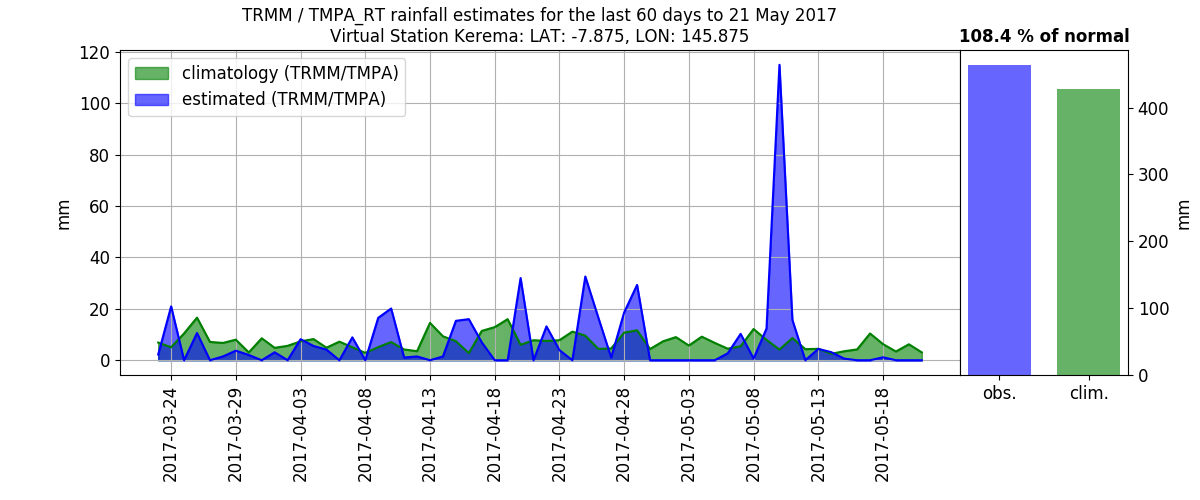 TRMM / TMPA_RT rainfall estimates for the last 60 days to 21 May 2017
Virtual Station Kerema: LAT: -7.875, LON: 145.875
108.4 % of normal
climatology (TRMM/TMPA)
estimated (TRMM/TMPA)
120
100
80
60
40
20
0
mm
2017-03-24
2017-03-29
2017-04-03
2017-04-08
2017-04-13
2017-04-18
2017-04-23
2017-04-28
2017-05-03
2017-05-08
2017-05-13
2017-05-18
400
300
200
100
0
mm
obs.
clim.